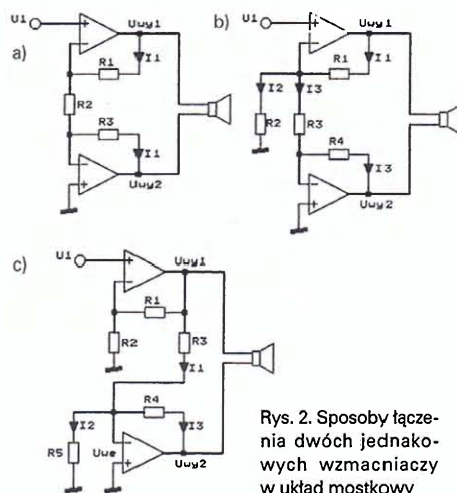 a)
U1
Uwy1
I1
R1
R2
R3
I1
Uwy2
b)
U1
Uwy1
I1
R1
I2
I3
R2
R3
R4
I3
Uwy2
c)
U1
Uwy1
R1
R2
R3
I1
I2
R4
I3
R5
Uwe
Uwy2
Rys. 2. Sposoby łącze-
nia dwóch jednako-
wych wzmacniaczy
w układ mostkowy